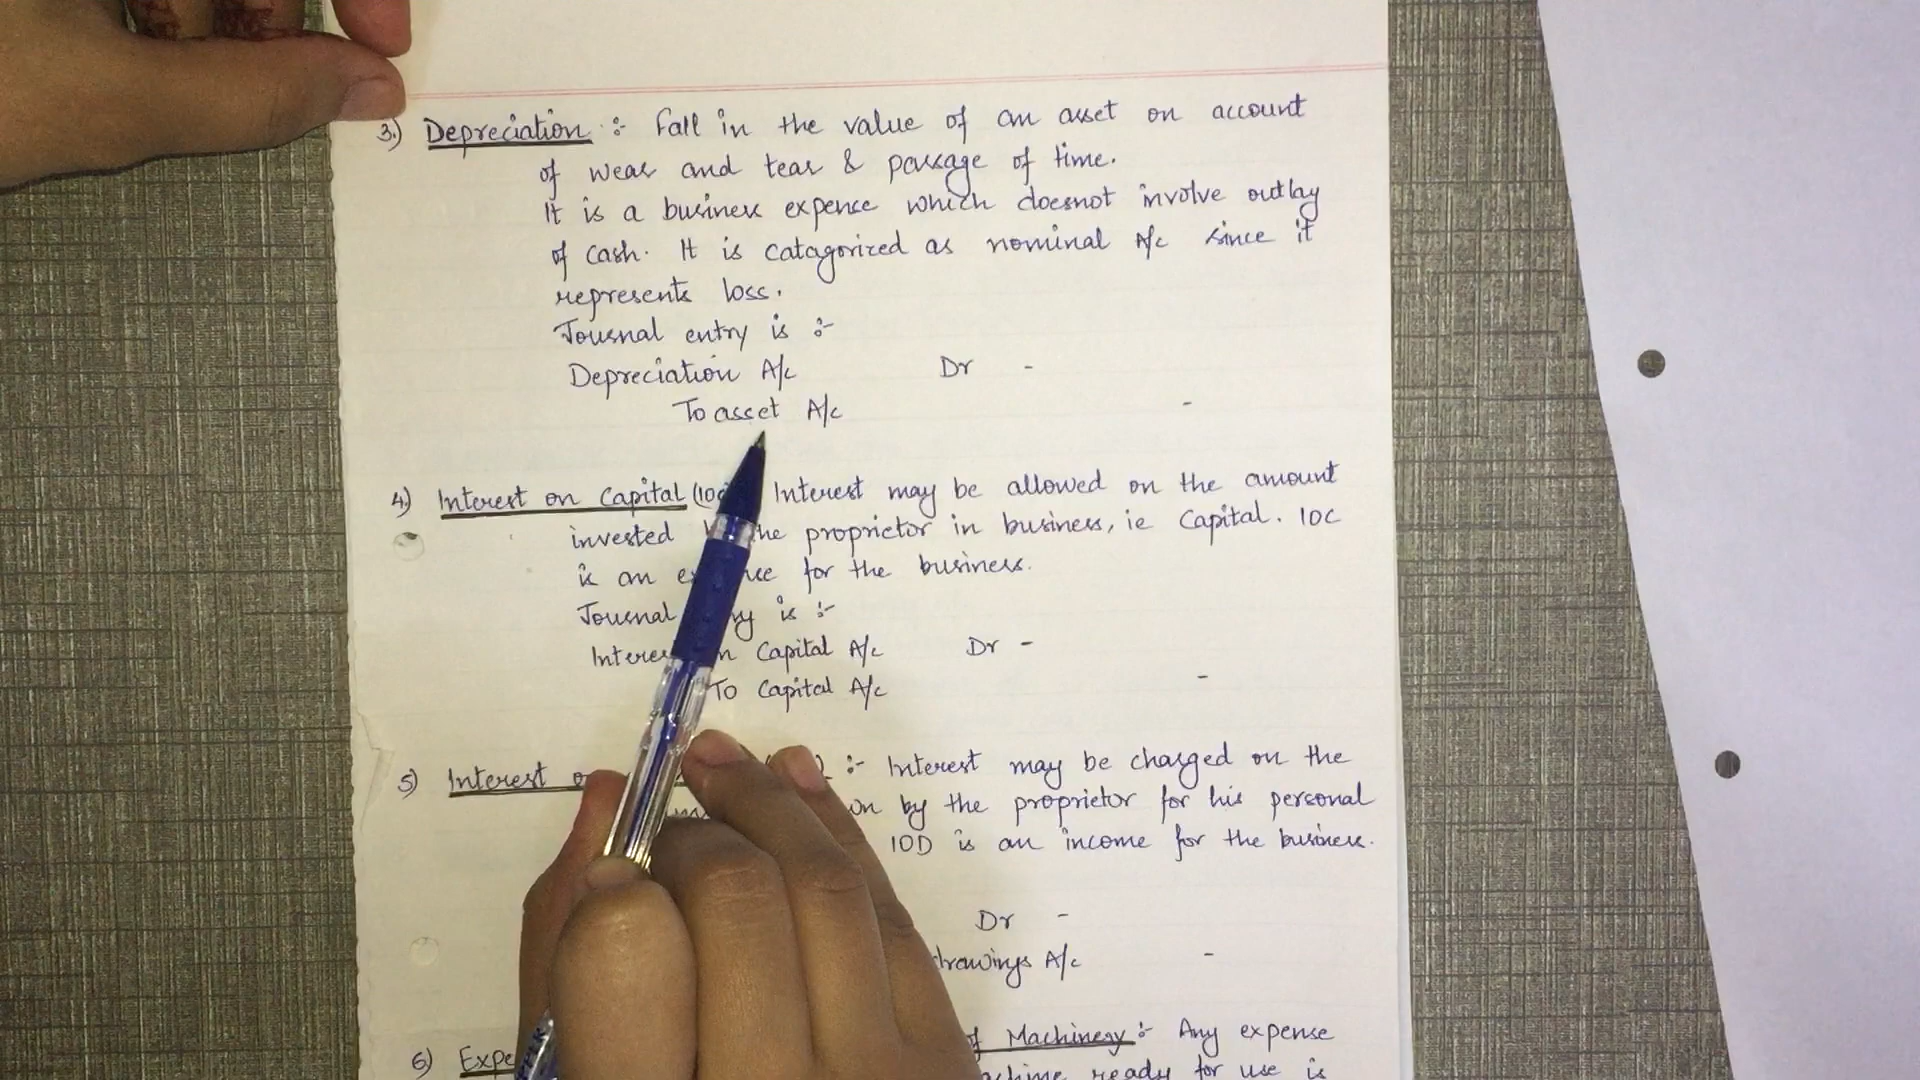 3.) Depreciation :- Fall in the value of an asset on account
of wear and tear & passage of time.
It is a business expense which doesnot involve outlay
of cash. It is catagorized as nominal A/c since it
represents loss.
Journal entry is :-
Depreciation A/c Dr -
To asset A/c -
4) Interest on Capital Interest may be allowed on the amount
invested the proprietor in business, ie Capital. IOC
is an for the business.
Journal is :-
Capital A/c Dr -
To Capital A/c -
5) Interest :- Interest may be charged on the
by the proprietor for his personal
IOD is an income for the business.
Dr -
drawings A/c -
6) Machinery :- Any expense
ready for use is